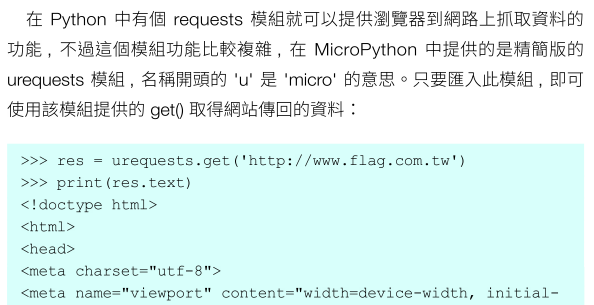 在 Python 中有個 requests 模組就可以提供瀏覽器到網路上抓取資料的
功能，不過這個模組功能比較複雜，在 MicroPython 中提供的是精簡版的
urequests 模組，名稱開頭的 'u' 是 'micro' 的意思。只要匯入此模組，即可
使用該模組提供的 get() 取得網站傳回的資料：
>>> res = urequests.get('http://www.flag.com.tw')
>>> print(res.text)
<!doctype html>
<html>
<head>
<meta charset="utf-8">
<meta name="viewport" content="width=device-width, initial-